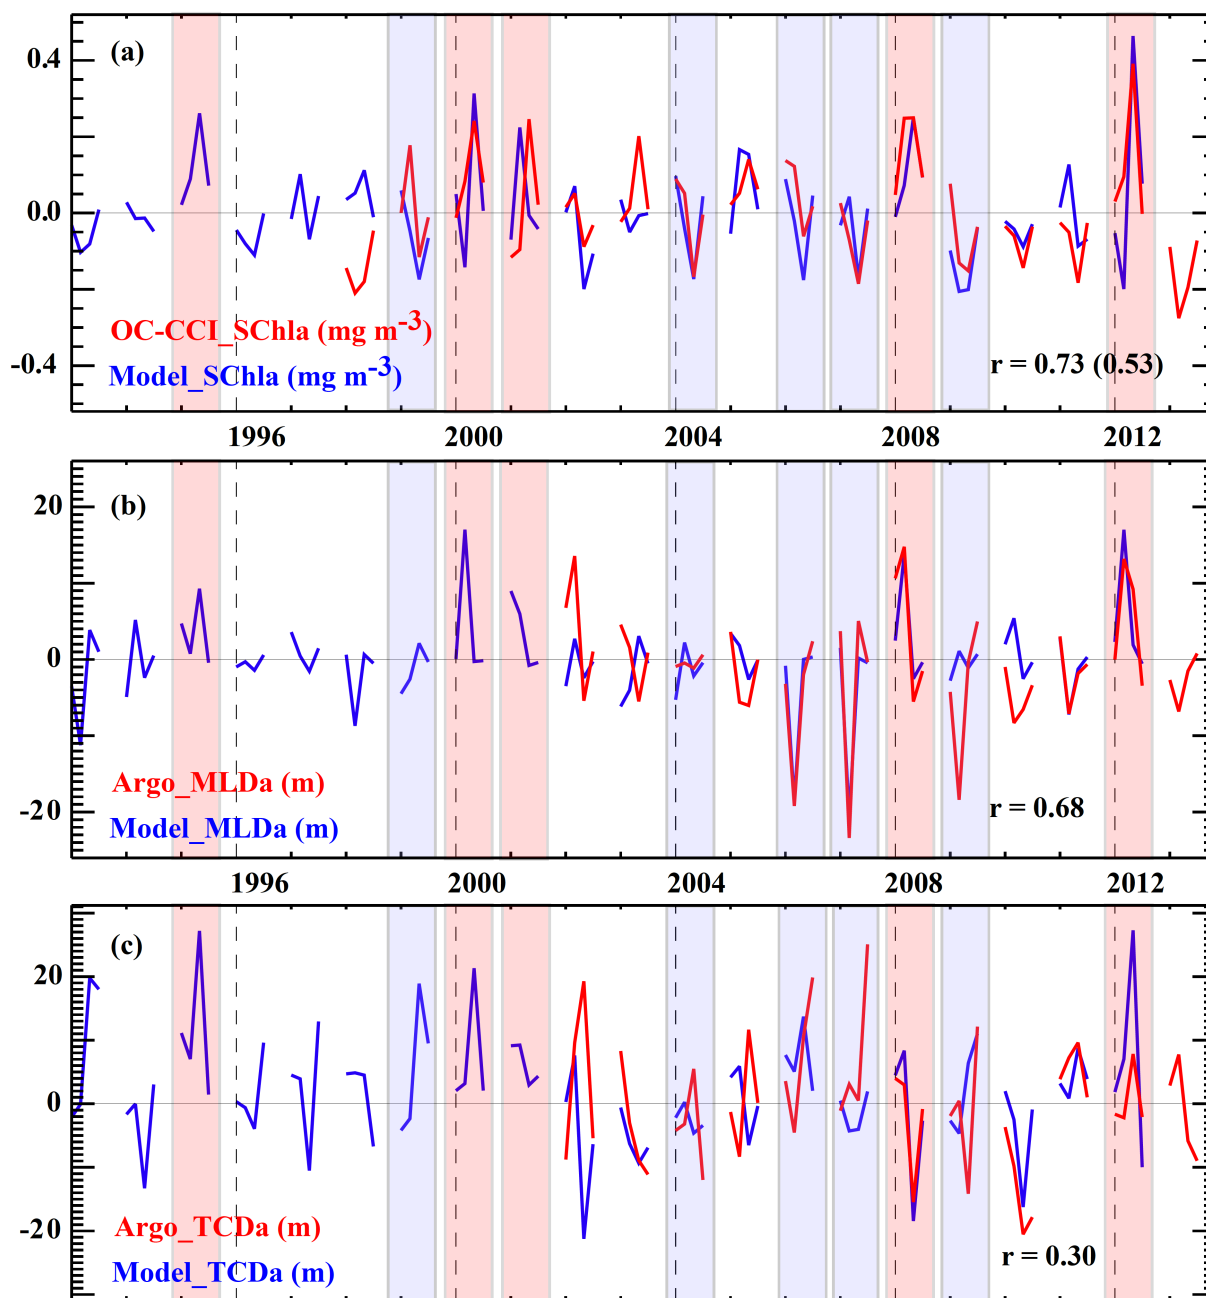 (a)
0.4
0.0
-0.4
OC-CCI_SChla (mg m-3)
Model_SChla (mg m-3)
r = 0.73 (0.53)
1996 2000 2004 2008 2012
(b)
20
0
-20
Argo_MLDa (m)
Model_MLDa (m)
r = 0.68
1996 2000 2004 2008 2012
(c)
20
0
-20
Argo_TCDa (m)
Model_TCDa (m)
r = 0.30